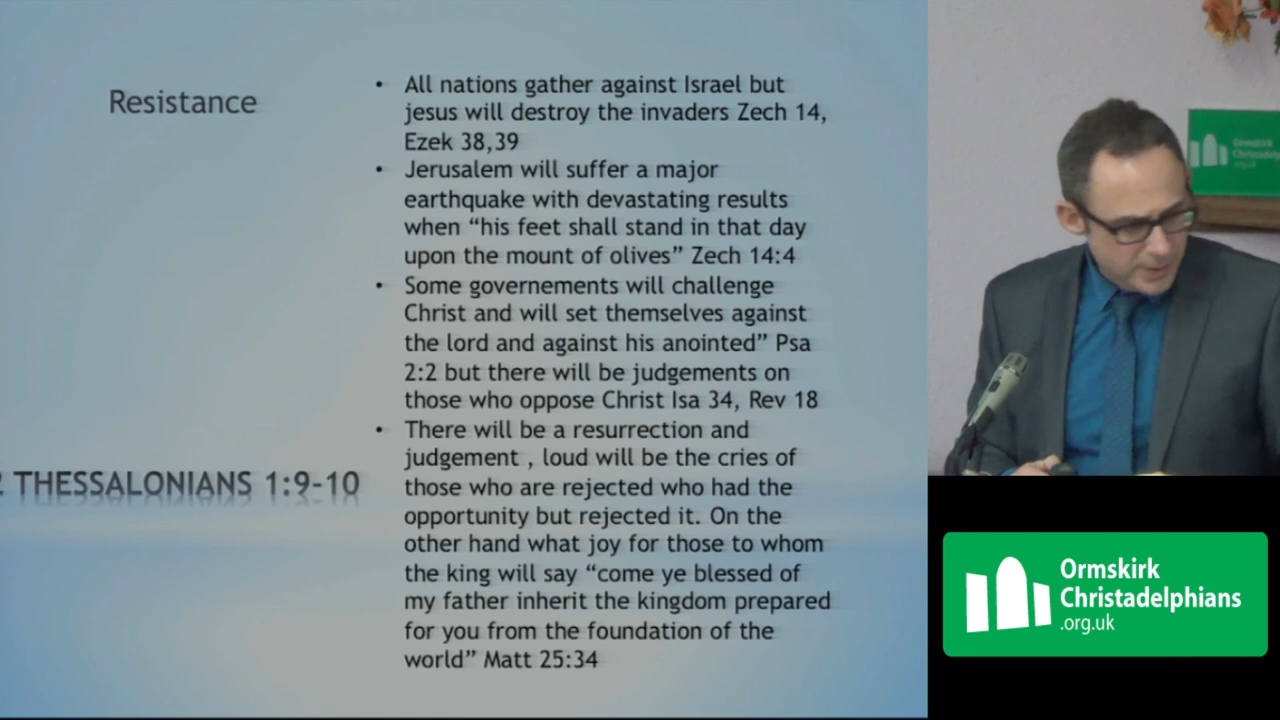 Resistance
• All nations gather against Israel but
jesus will destroy the invaders Zech 14,
Ezek 38,39
• Jerusalem will suffer a major
earthquake with devastating results
when “his feet shall stand in that day
upon the mount of olives” Zech 14:4
• Some governements will challenge
Christ and will set themselves against
the lord and against his anointed” Psa
2:2 but there will be judgements on
those who oppose Christ Isa 34, Rev 18
• There will be a resurrection and
judgement , loud will be the cries of
those who are rejected who had the
opportunity but rejected it. On the
other hand what joy for those to whom
the king will say “come ye blessed of
my father inherit the kingdom prepared
for you from the foundation of the
world” Matt 25:34
2 THESSALONIANS 1:9-10
Ormskirk
Christadelphians
.org.uk
Ormskirk
Christadelphians
.org.uk